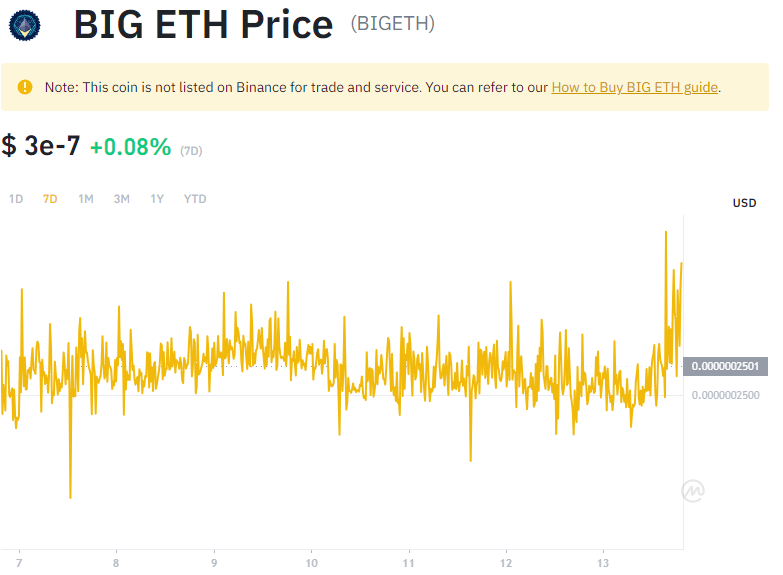 BIG ETH Price (BIGETH)
Note: This coin is not listed on Binance for trade and service. You can refer to our How to Buy BIG ETH guide.
$ 3e-7 +0.08% (7D)
1D 7D 1M 3M 1Y YTD
USD
0.0000002501
0.0000002500
7 8 9 10 11 12 13